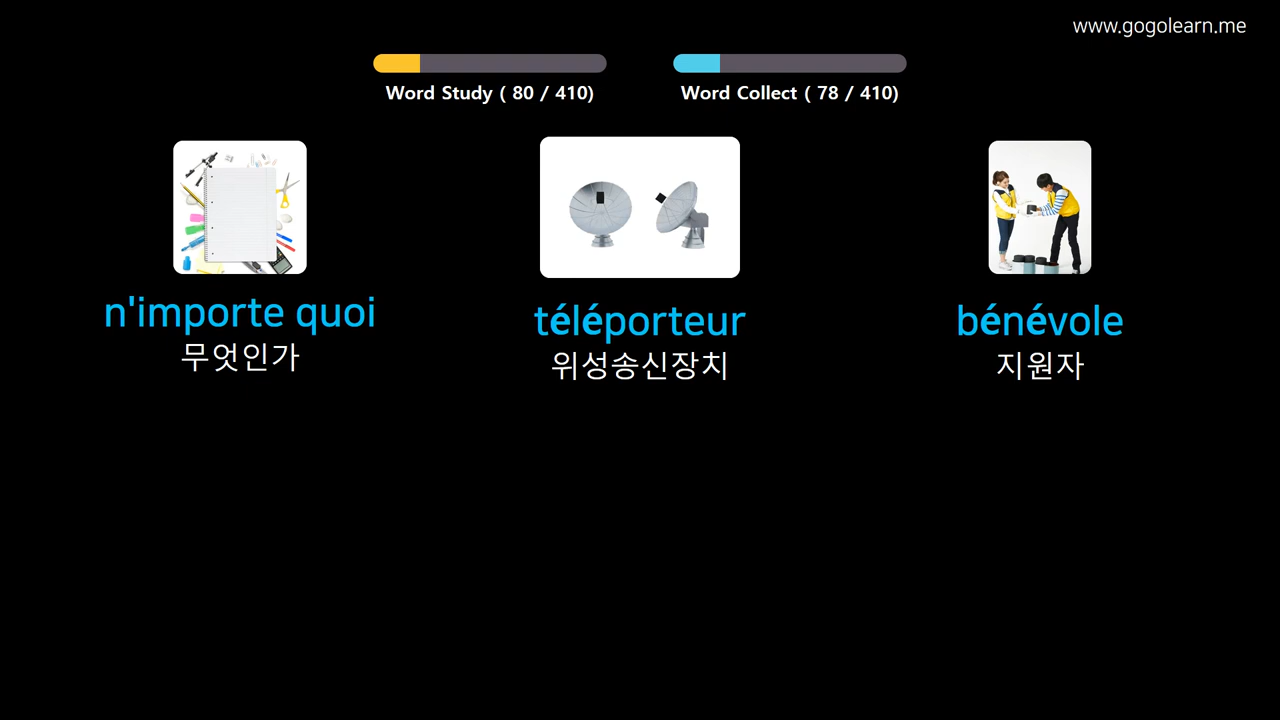 www.gogolearn.me
Word Study ( 80 / 410)
Word Collect ( 78 / 410)
n'importe quoi
무엇인가
téléporteur
위성송신장치
bénévole
지원자